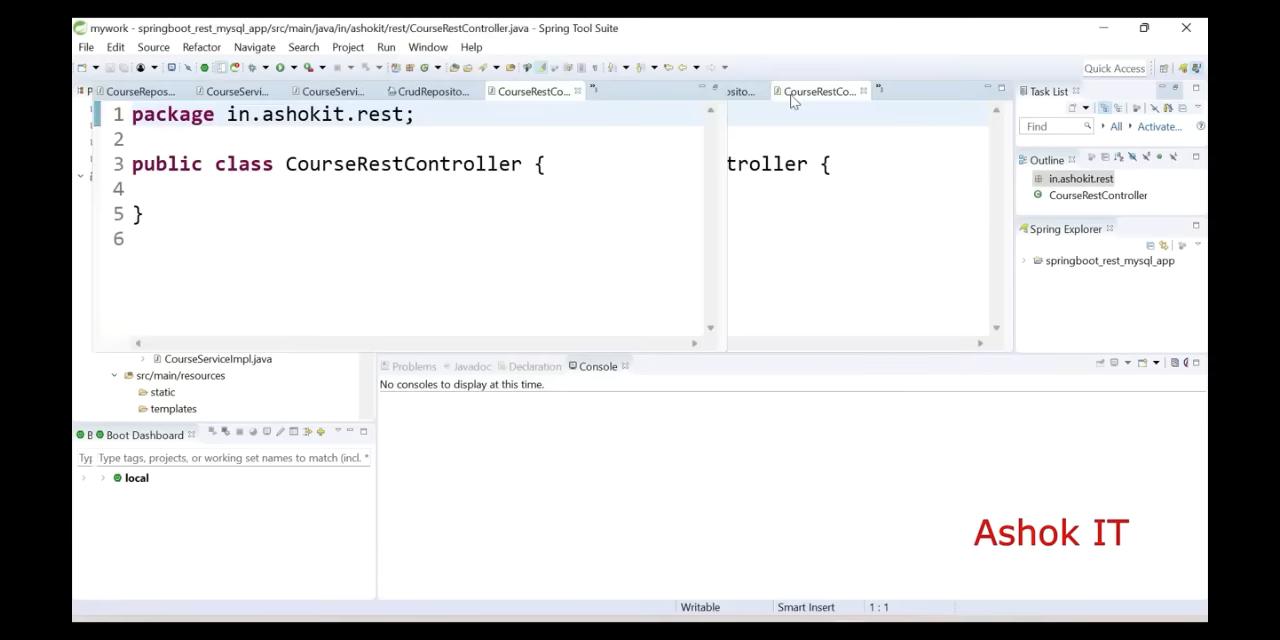 mywork - springboot_rest_mysql_app/src/main/java/in/ashokit/rest/CourseRestController.java - Spring Tool Suite
File Edit Source Refactor Navigate Search Project Run Window Help
Quick Access
P CourseRepos... CourseServi... CourseServi... CrudReposito... CourseRestCo... "₃ osito... CourseRestCo... "₃
Task List
1 package in.ashokit.rest;
2
3 public class CourseRestController {
4
5 }
6
troller {
Find All Activate...
Outline
in.ashokit.rest
CourseRestController
Spring Explorer
springboot_rest_mysql_app
CourseServiceImpl.java
src/main/resources
static
templates
Problems Javadoc Declaration Console
No consoles to display at this time.
B Boot Dashboard
Typ Type tags, projects, or working set names to match (incl. *
local
Ashok IT
Writable Smart Insert 1 : 1